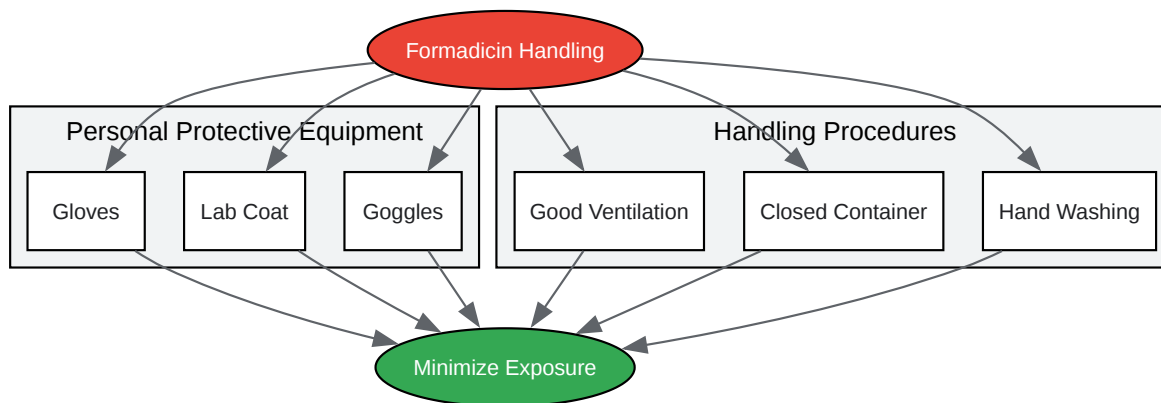 Formadicin Handling
Personal Protective Equipment
Handling Procedures
Gloves
Lab Coat
Goggles
Good Ventilation
Closed Container
Hand Washing
Minimize Exposure